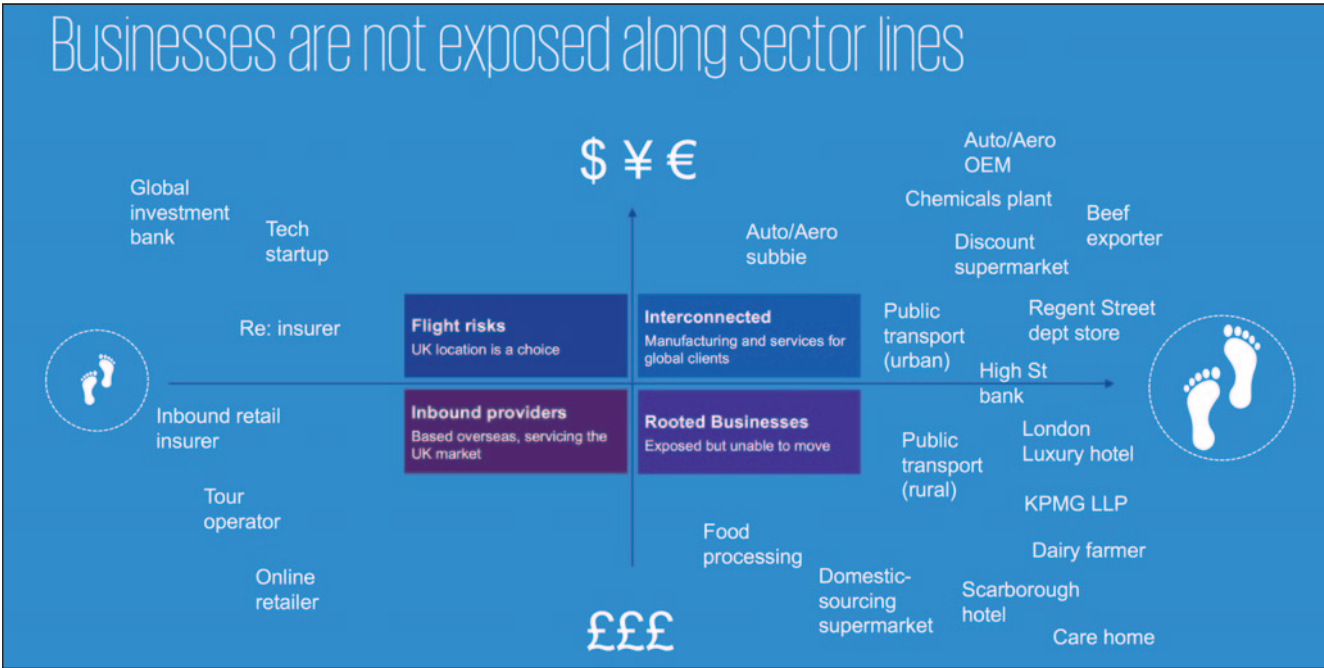 Businesses are not exposed along sector lines
$ ¥ €
Global
investment
bank
Tech
startup
Re: insurer
Auto/Aero
subbie
Auto/Aero
OEM
Chemicals plant
Beef
exporter
Discount
supermarket
Public
transport
(urban)
Regent Street
dept store
High St
bank
Flight risks
UK location is a choice
Interconnected
Manufacturing and services for
global clients
Inbound providers
Based overseas, servicing the
UK market
Rooted Businesses
Exposed but unable to move
Inbound retail
insurer
Tour
operator
Online
retailer
Public
transport
(rural)
London
Luxury hotel
KPMG LLP
Dairy farmer
Food
processing
Domestic-
sourcing
supermarket
Scarborough
hotel
Care home
£££